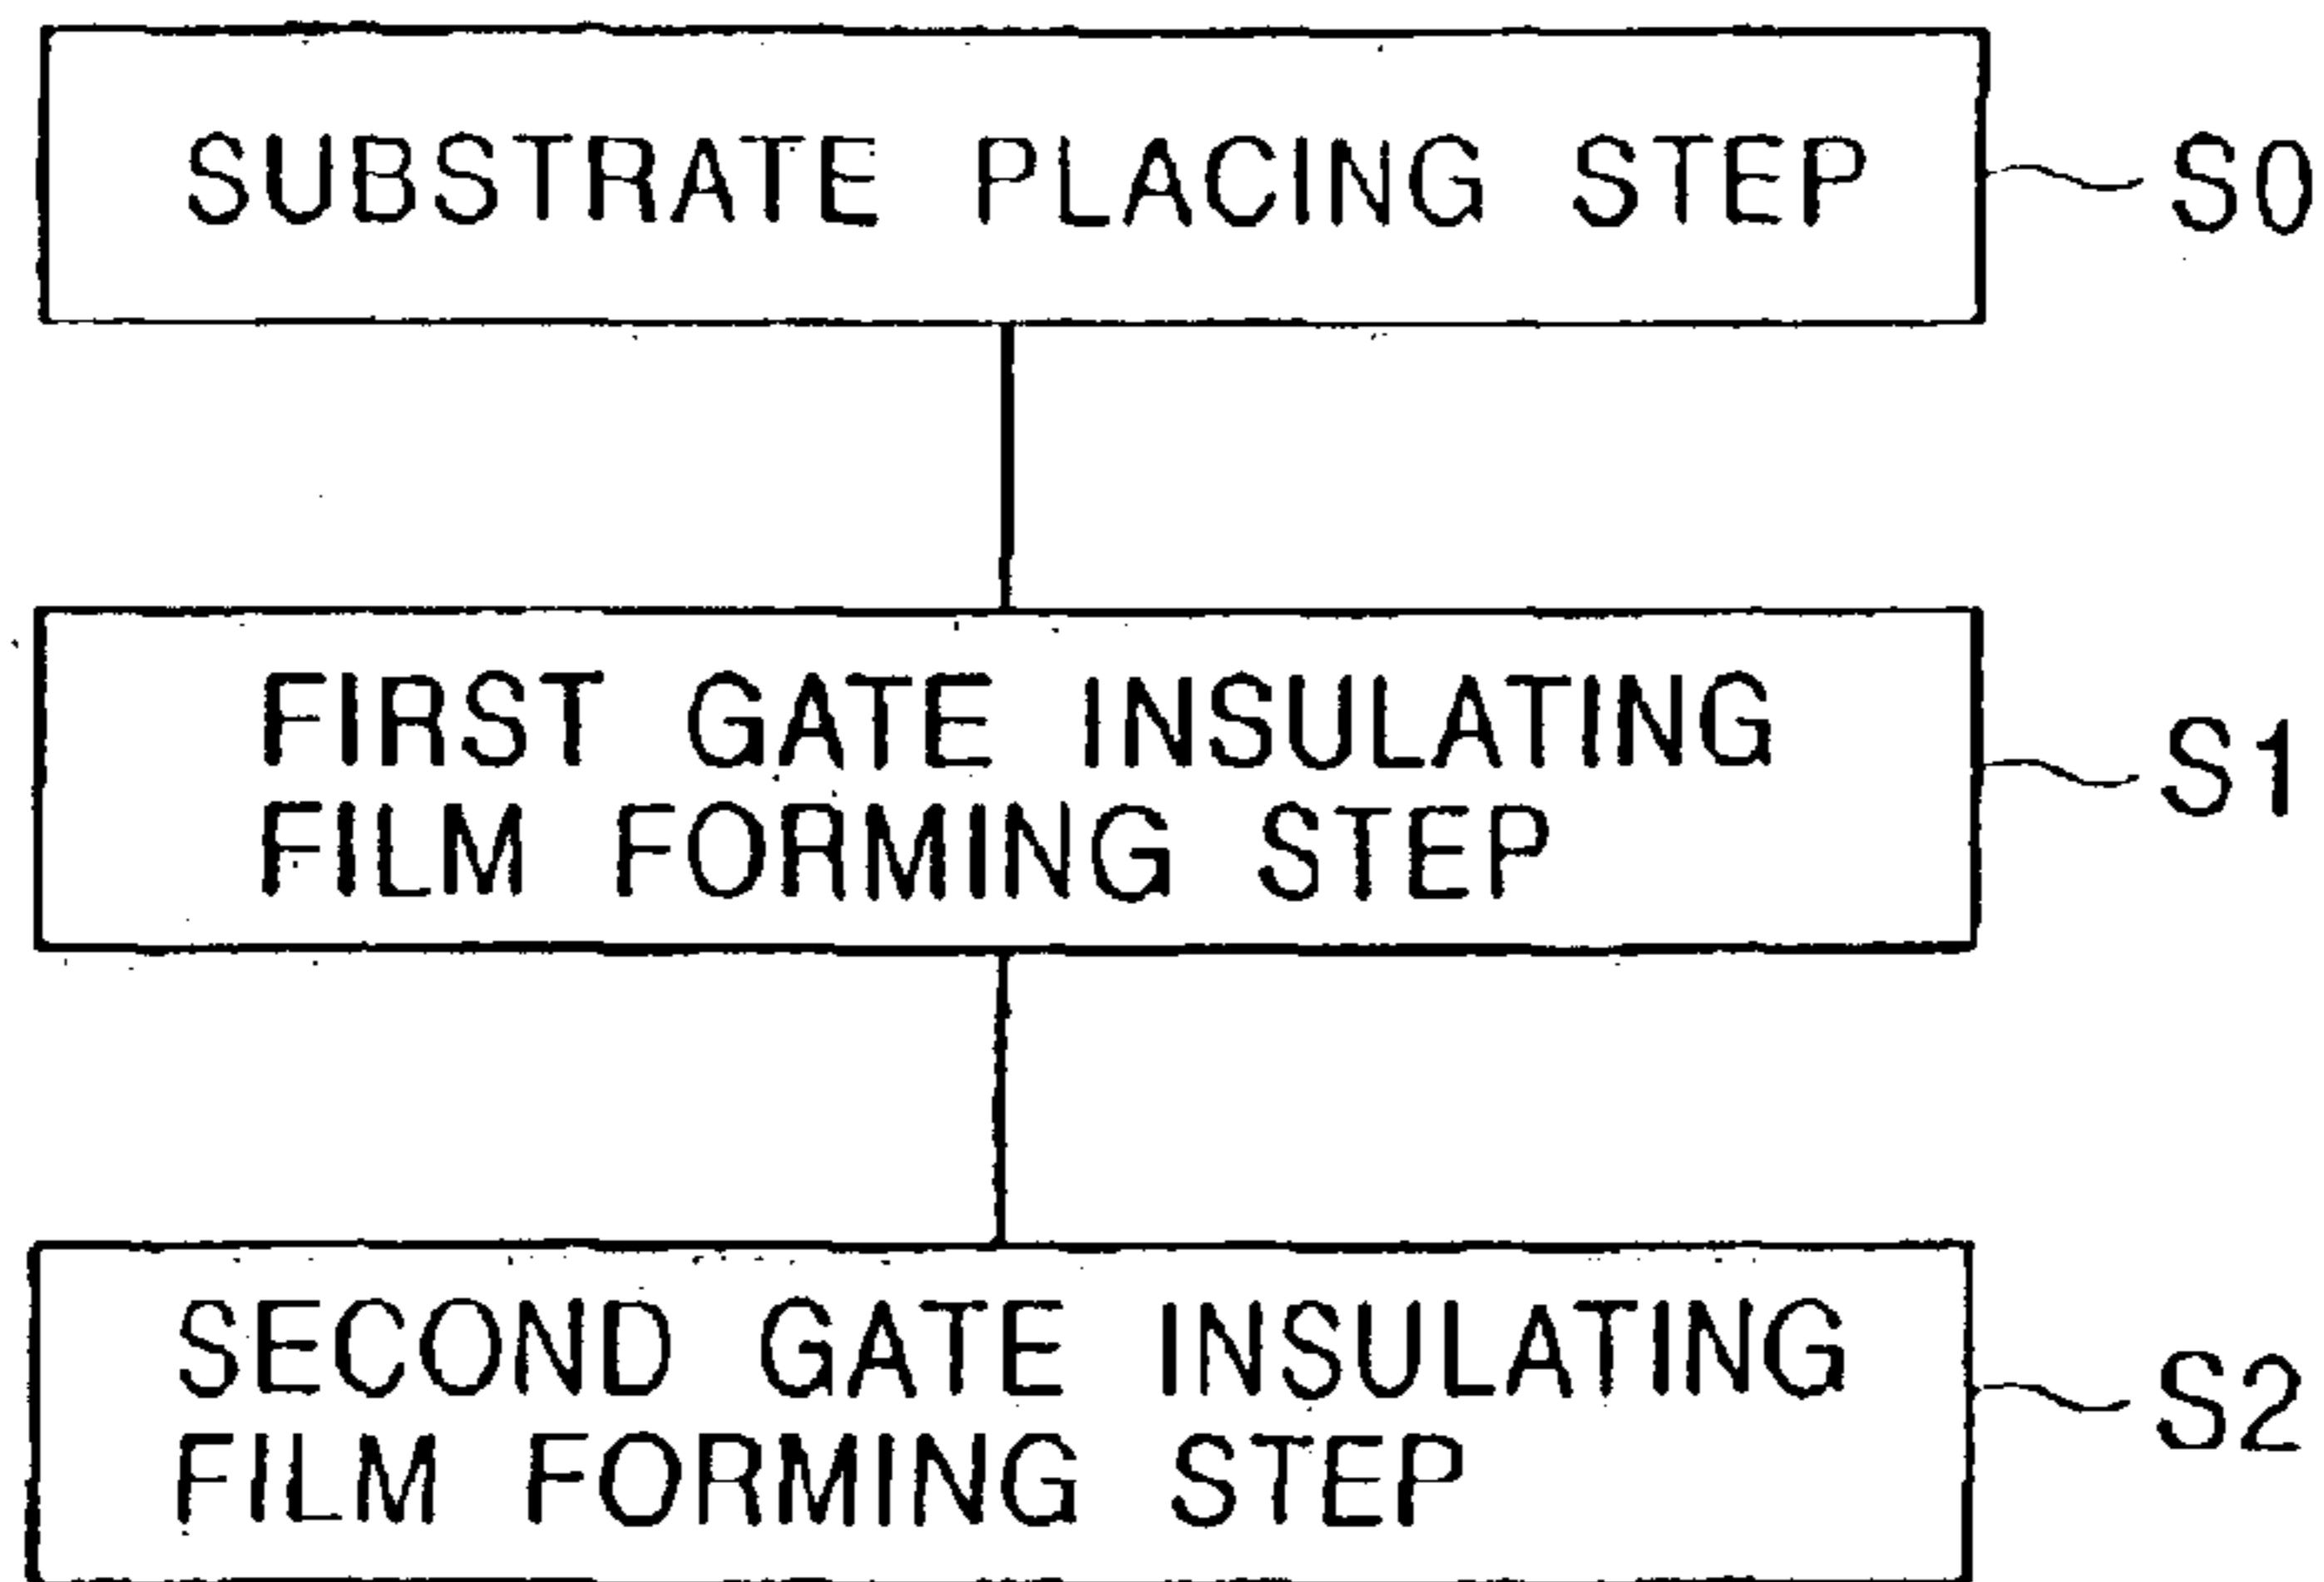 SUBSTRATE PLACING STEP
S0
FIRST GATE INSULATING
FILM FORMING STEP
S1
SECOND GATE INSULATING
FILM FORMING STEP
S2